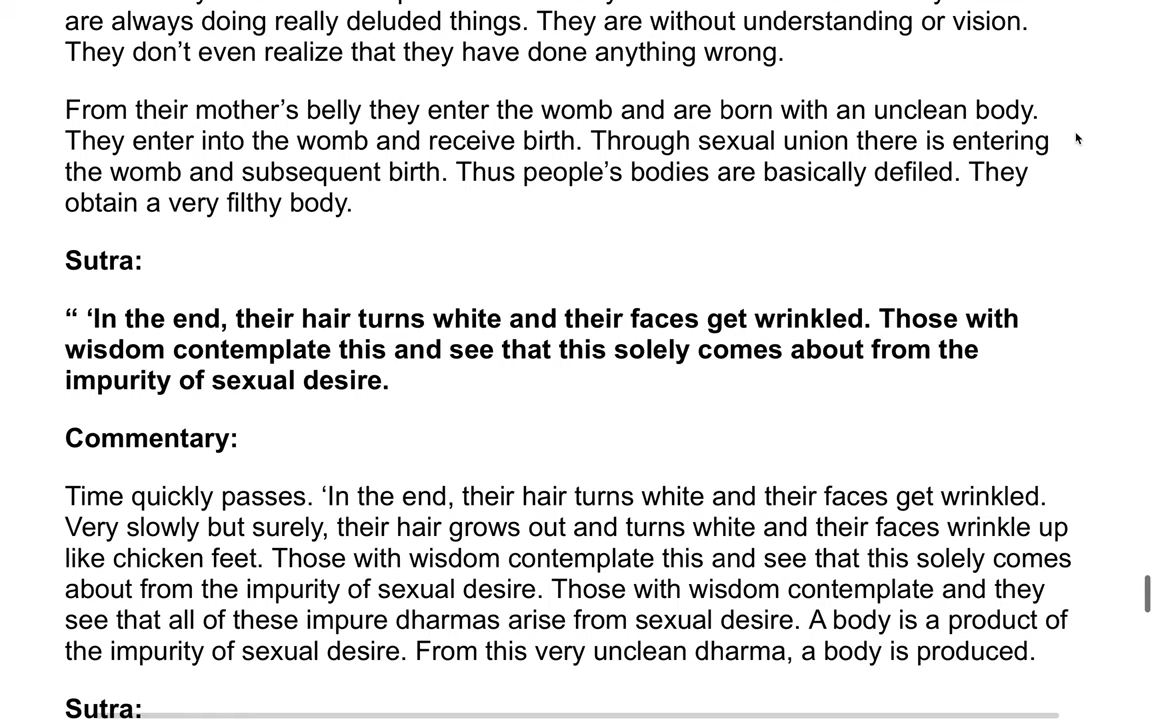 are always doing really deluded things. They are without understanding or vision.
They don’t even realize that they have done anything wrong.
From their mother’s belly they enter the womb and are born with an unclean body.
They enter into the womb and receive birth. Through sexual union there is entering
the womb and subsequent birth. Thus people’s bodies are basically defiled. They
obtain a very filthy body.
Sutra:
“ ‘In the end, their hair turns white and their faces get wrinkled. Those with
wisdom contemplate this and see that this solely comes about from the
impurity of sexual desire.
Commentary:
Time quickly passes. ‘In the end, their hair turns white and their faces get wrinkled.
Very slowly but surely, their hair grows out and turns white and their faces wrinkle up
like chicken feet. Those with wisdom contemplate this and see that this solely comes
about from the impurity of sexual desire. Those with wisdom contemplate and they
see that all of these impure dharmas arise from sexual desire. A body is a product of
the impurity of sexual desire. From this very unclean dharma, a body is produced.
Sutra: